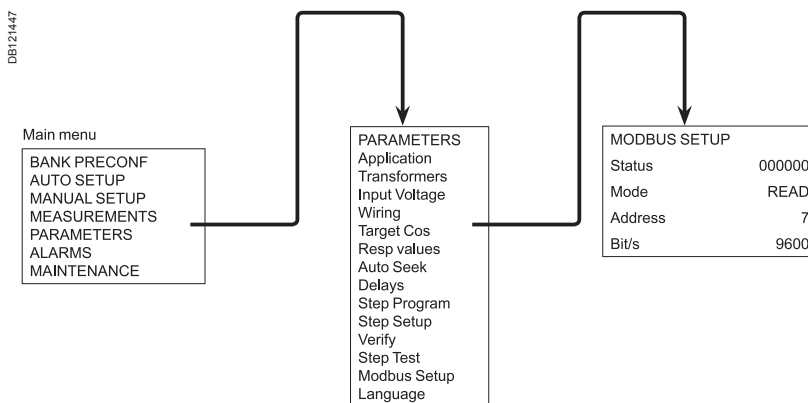 DB121447
Main menu
BANK PRECONF
AUTO SETUP
MANUAL SETUP
MEASUREMENTS
PARAMETERS
ALARMS
MAINTENANCE
PARAMETERS
Application
Transformers
Input Voltage
Wiring
Target Cos
Resp values
Auto Seek
Delays
Step Program
Step Setup
Verify
Step Test
Modbus Setup
Language
MODBUS SETUP
Status 000000
Mode READ
Address 7
Bit/s 9600